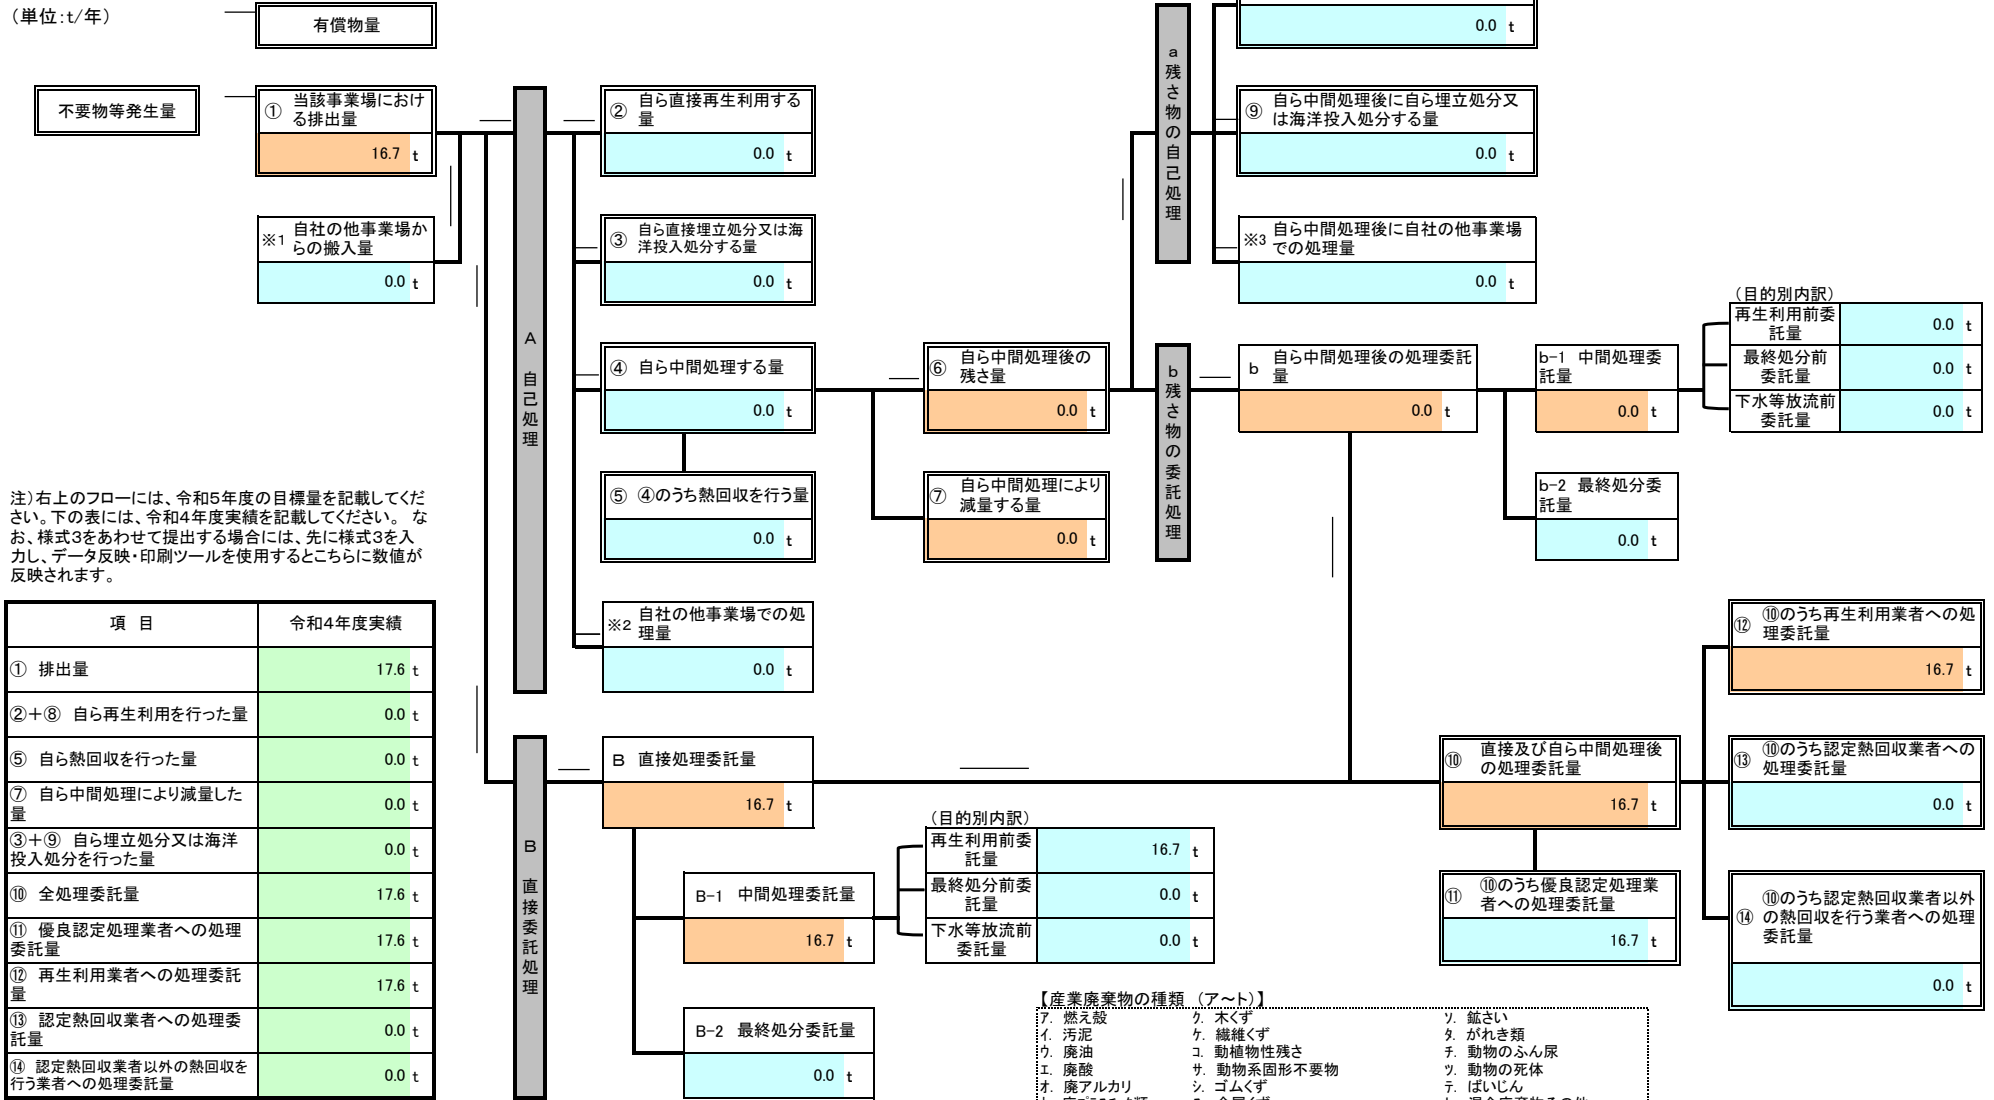 （単位：t/年）
有償物量
不要物等発生量
① 当該事業場におけ
る排出量
16.7 t
※1 自社の他事業場か
らの搬入量
0.0 t
A 自己処理
② 自ら直接再生利用する
量
0.0 t
③ 自ら直接埋立処分又は海
洋投入処分する量
0.0 t
④ 自ら中間処理する量
0.0 t
⑤ ④のうち熱回収を行う量
0.0 t
※2 自社の他事業場での処
理量
0.0 t
⑥ 自ら中間処理後の
残さ量
0.0 t
⑦ 自ら中間処理により
減量する量
0.0 t
a 残さ物の自己処理
0.0 t
⑨ 自ら中間処理後に自ら埋立処分又
は海洋投入処分する量
0.0 t
※3 自ら中間処理後に自社の他事業場
での処理量
0.0 t
b 残さ物の委託処理
b 自ら中間処理後の処理委託
量
0.0 t
b-1 中間処理委
託量
0.0 t
（目的別内訳）
再生利用前委
託量
0.0 t
最終処分前
委託量
0.0 t
下水等放流前
委託量
0.0 t
b-2 最終処分委
託量
0.0 t
注）右上のフローには、令和５年度の目標量を記載してくだ
さい。下の表には、令和４年度実績を記載してください。 な
お、様式３をあわせて提出する場合には、先に様式３を入
力し、データ反映・印刷ツールを使用するとこちらに数値が
反映されます。
項 目 令和４年度実績
① 排出量 17.6 t
②＋⑧ 自ら再生利用を行った量 0.0 t
⑤ 自ら熱回収を行った量 0.0 t
⑦ 自ら中間処理により減量した
量 0.0 t
③＋⑨ 自ら埋立処分又は海洋
投入処分を行った量 0.0 t
⑩ 全処理委託量 17.6 t
⑪ 優良認定処理業者への処理
委託量 17.6 t
⑫ 再生利用業者への処理委託
量 17.6 t
⑬ 認定熱回収業者への処理委
託量 0.0 t
⑭ 認定熱回収業者以外の熱回収を
行う業者への処理委託量 0.0 t
B 直接委託処理
B 直接処理委託量
16.7 t
B-1 中間処理委託量
16.7 t
（目的別内訳）
再生利用前委
託量
16.7 t
最終処分前委
託量
0.0 t
下水等放流前
委託量
0.0 t
B-2 最終処分委託量
0.0 t
⑩ 直接及び自ら中間処理後
の処理委託量
16.7 t
⑪ ⑩のうち優良認定処理業
者への処理委託量
16.7 t
⑫ ⑩のうち再生利用業者への処
理委託量
16.7 t
⑬ ⑩のうち認定熱回収業者への
処理委託量
0.0 t
⑭ ⑩のうち認定熱回収業者以外
の熱回収を行う業者への処理
委託量
0.0 t
【産業廃棄物の種類 （ア～ト）】
ア. 燃え殻 ク. 木くず ソ. 鉱さい
イ. 汚泥 ケ. 繊維くず タ. がれき類
ウ. 廃油 コ. 動植物性残さ チ. 動物のふん尿
エ. 廃酸 サ. 動物系固形不要物 ツ. 動物の死体
オ. 廃アルカリ シ. ゴムくず テ. ばいじん